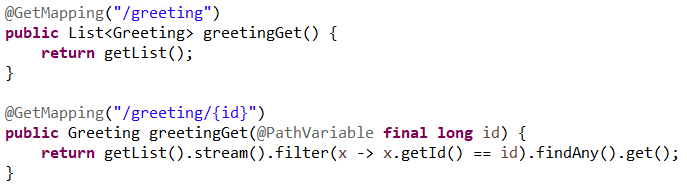 @GetMapping("/greeting")
public List<Greeting> greetingGet() {
    return getList();
}

@GetMapping("/greeting/{id}")
public Greeting greetingGet(@PathVariable final long id) {
    return getList().stream().filter(x -> x.getId() == id).findAny().get();
}